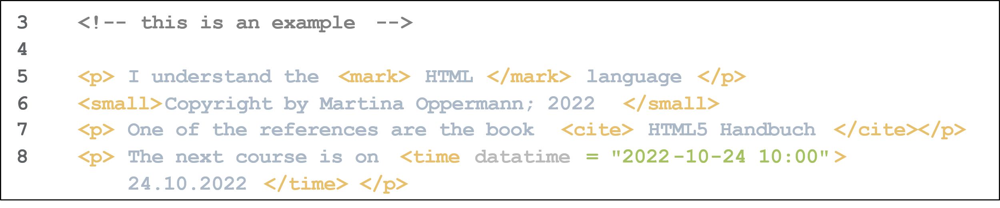 3 <!-- this is an example -->
4
5 <p> I understand the <mark> HTML </mark> language </p>
6 <small>Copyright by Martina Oppermann; 2022 </small>
7 <p> One of the references are the book <cite> HTML5 Handbuch </cite></p>
8 <p> The next course is on <time datatime = "2022-10-24 10:00">
24.10.2022 </time> </p>